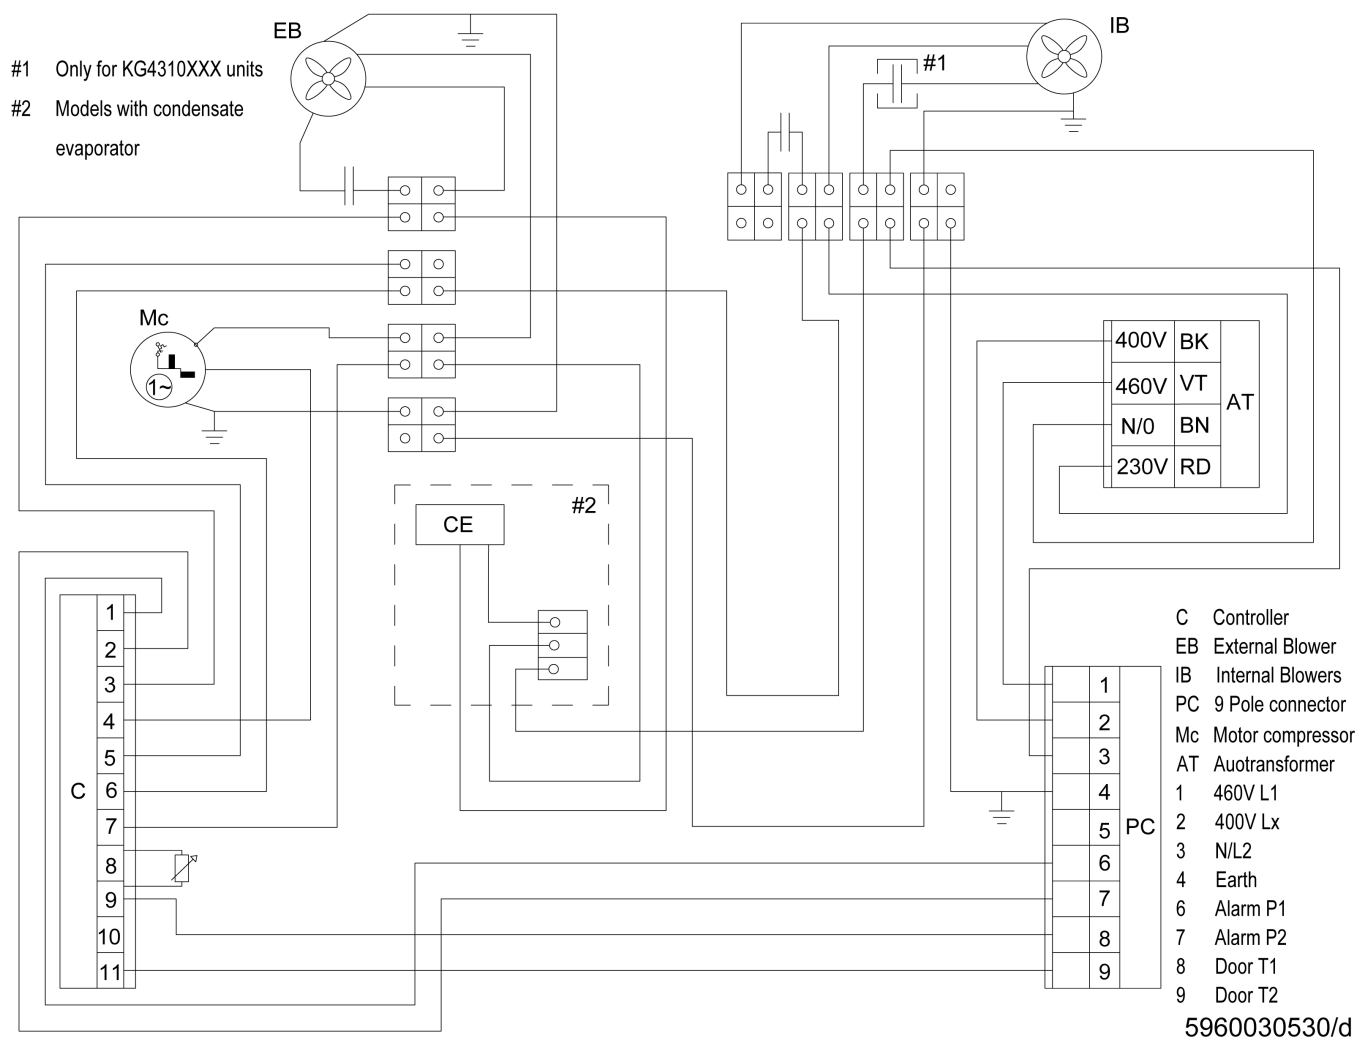 EB
IB
#1 Only for KG4310XXX units
#2 Models with condensate
evaporator
#1
Mc
1~
400V BK
460V VT
N/0 BN
230V RD
AT
#2
CE
C
1
2
3
4
5
6
7
8
9
10
11
1
2
3
4
5
6
7
8
9
PC
C Controller
EB External Blower
IB Internal Blowers
PC 9 Pole connector
Mc Motor compressor
AT Auotransformer
1 460V L1
2 400V Lx
3 N/L2
4 Earth
6 Alarm P1
7 Alarm P2
8 Door T1
9 Door T2
5960030530/d